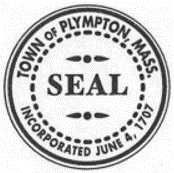 TOWN OF PLYMPTON, MASS.
SEAL
INCORPORATED JUNE 4, 1707